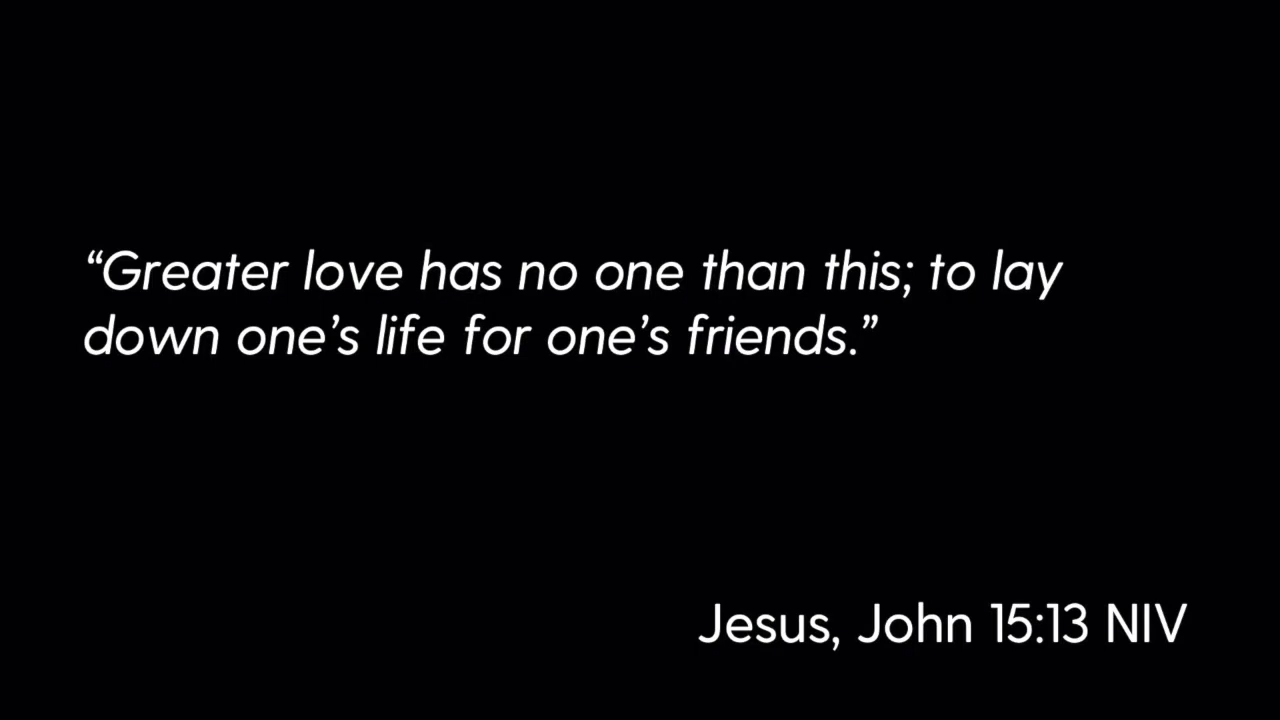 “Greater love has no one than this; to lay
down one’s life for one’s friends.”
Jesus, John 15:13 NIV